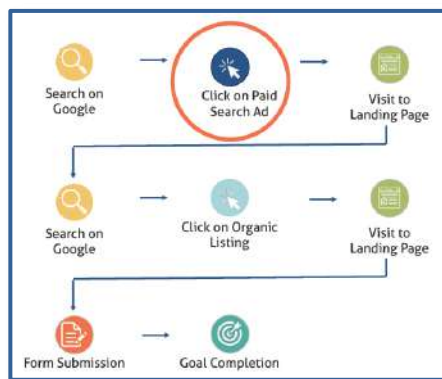 Search on
Google
Click on Paid
Search Ad
Visit to
Landing Page
Search on
Google
Click on Organic
Listing
Visit to
Landing Page
Form Submission
Goal Completion